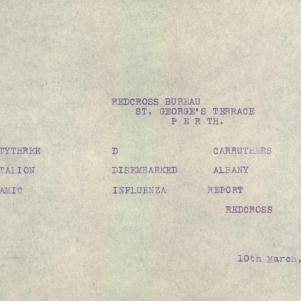 REDCROSS BUREAU
ST. GEORGE'S TERRACE
P E R TH.
TYTHREE D CARRUTHERS
TALION DISEMBARKED ALBANY
AMIC INFLUENZA REPORT
REDCROSS
10th March,